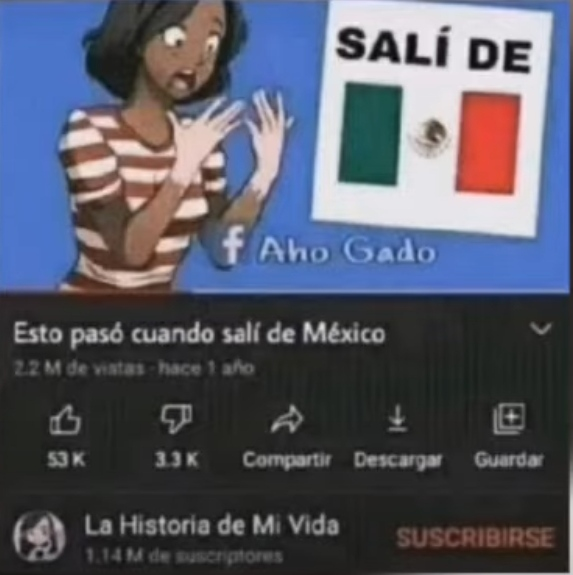 SALÍ DE
f Aho Gado
Esto pasó cuando salí de México
2.2 M de vistas · hace 1 año
53 K
3.3 K
Compartir
Descargar
Guardar
La Historia de Mi Vida
SUSCRIBIRSE
1.14 M de suscriptores